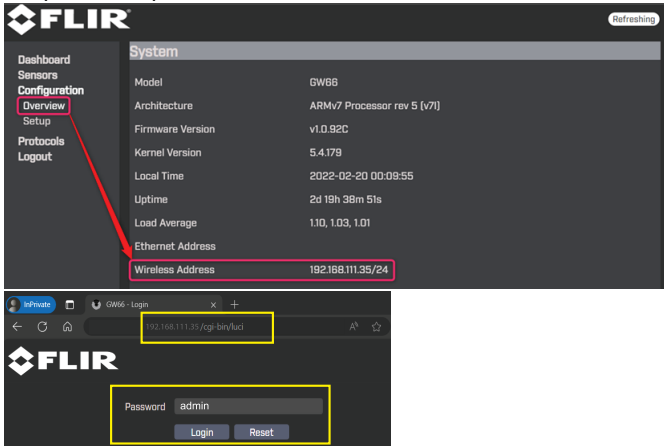 FLIR
Refreshing
Dashboard
Sensors
Configuration
Overview
Setup
Protocols
Logout
System
Model GW66
Architecture ARMv7 Processor rev 5 (v7l)
Firmware Version v1.0.92C
Kernel Version 5.4.179
Local Time 2022-02-20 00:09:55
Uptime 2d 19h 38m 51s
Load Average 1.10, 1.03, 1.01
Ethernet Address
Wireless Address 192.168.111.35/24
InPrivate GW66 - Login
192.168.111.35/cgi-bin/luci
FLIR
Password admin
Login Reset